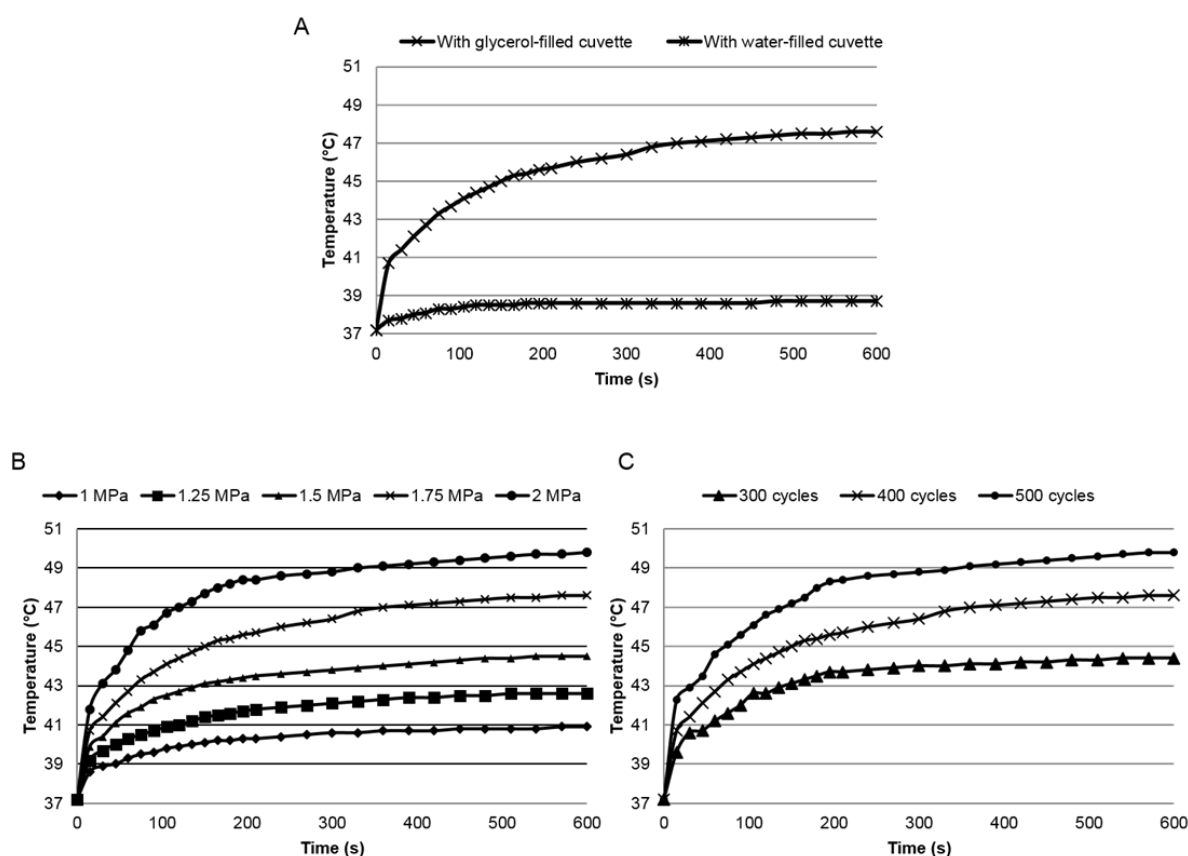 A
With glycerol-filled cuvette With water-filled cuvette
51
49
47
45
43
41
39
37
Temperature (°C)
0 100 200 300 400 500 600
Time (s)
B
1 MPa 1.25 MPa 1.5 MPa 1.75 MPa 2 MPa
51
49
47
45
43
41
39
37
Temperature (°C)
0 100 200 300 400 500 600
Time (s)
C
300 cycles 400 cycles 500 cycles
51
49
47
45
43
41
39
37
Temperature (°C)
0 100 200 300 400 500 600
Time (s)